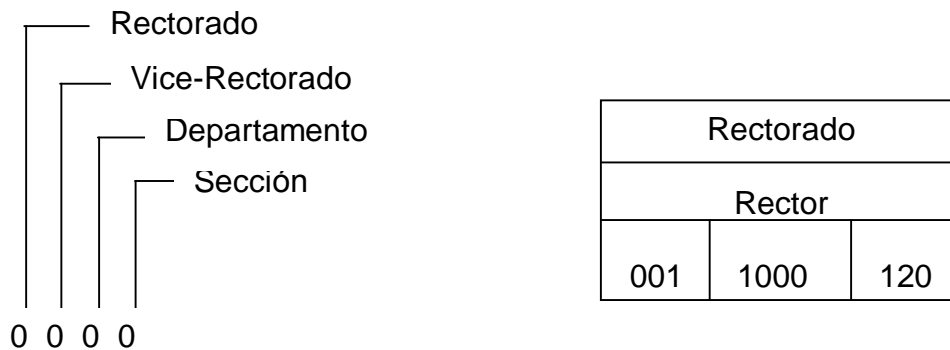 Rectorado
Vice-Rectorado
Departamento
Sección
0 0 0 0
Rectorado
Rector
001 1000 120